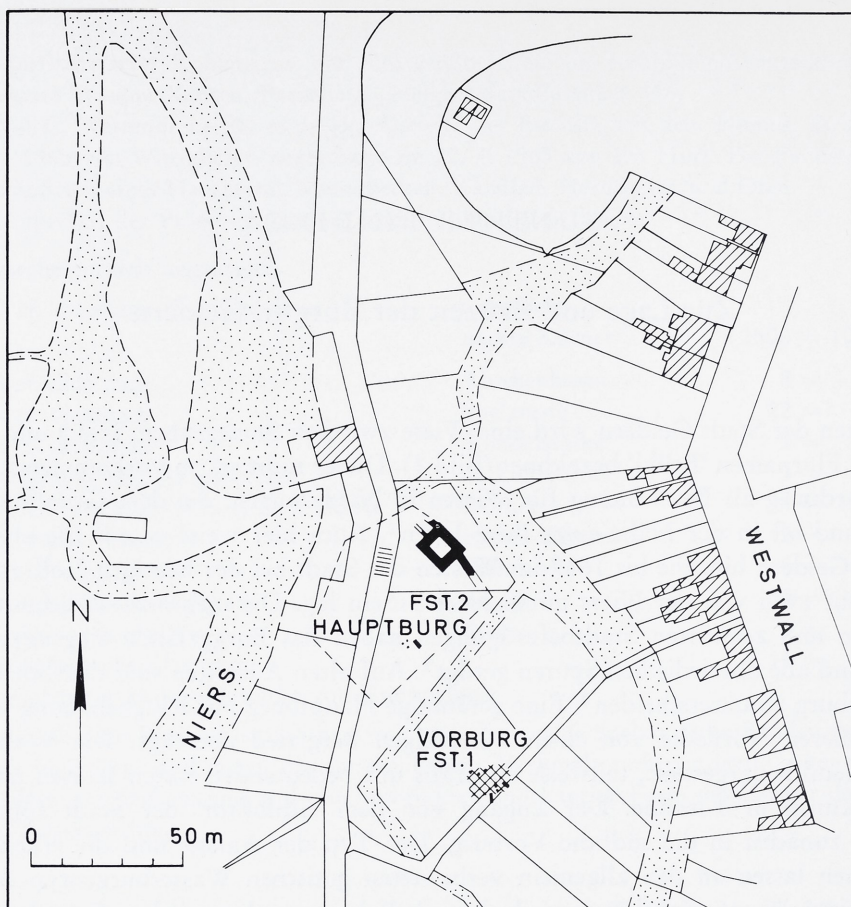 WESTWALL
FST.2
HAUPTBURG
N
NIERS
VORBURG
FST.1
0 50 m